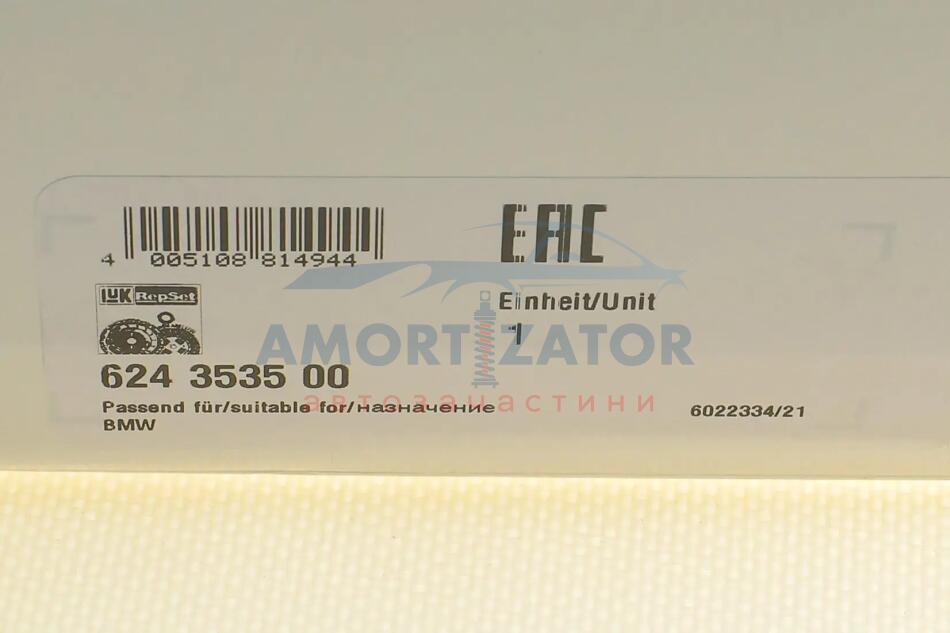 EAC
4 005108 814944
LuK RepSet
Einheit/Unit
1
AMORTIZATOR
624 3535 00
автозапчастини
Passend für/suitable for/назначение
6022334/21
BMW